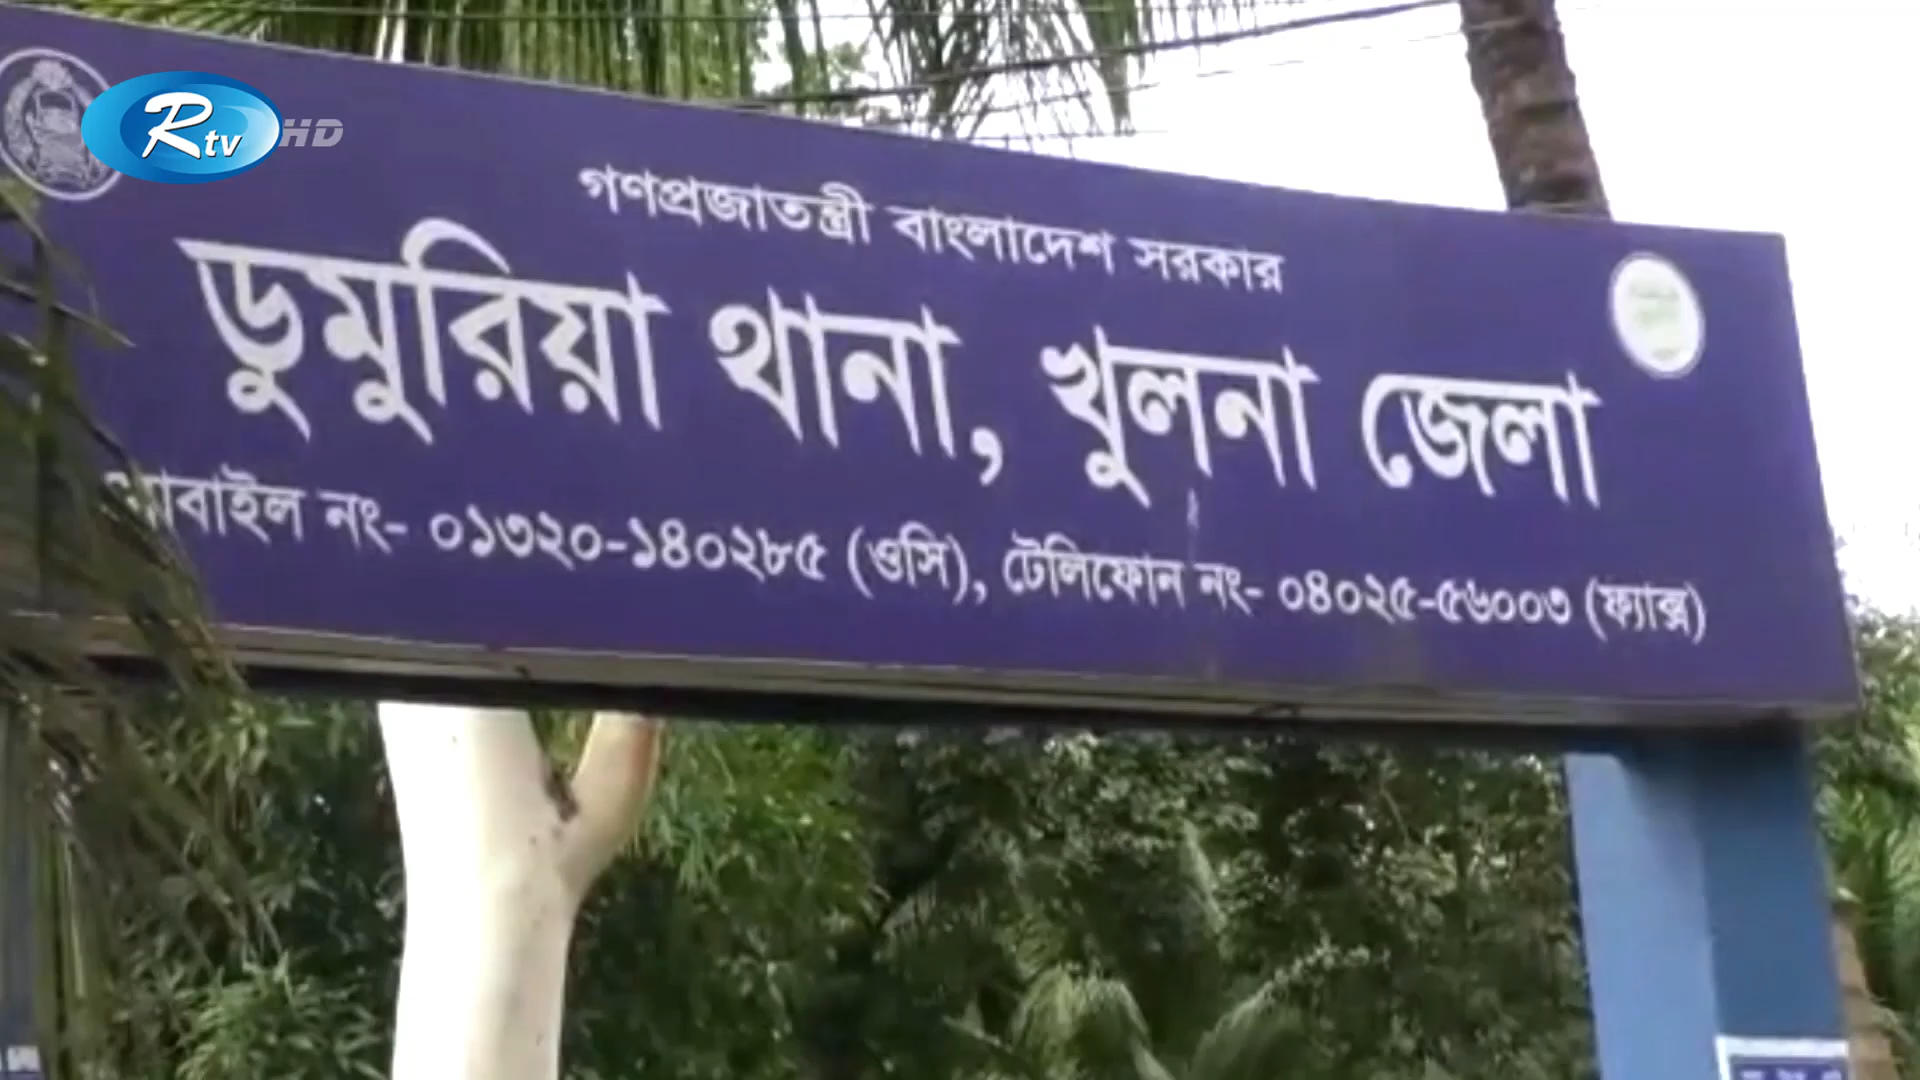 Rtv HD
গণপ্রজাতন্ত্রী বাংলাদেশ সরকার
ডুমুরিয়া থানা, খুলনা জেলা
মোবাইল নং- ০১৩২০-১৪০২৮৫ (ওসি), টেলিফোন নং- ০৪০২৫-৫৬০০৩ (ফ্যাক্স)